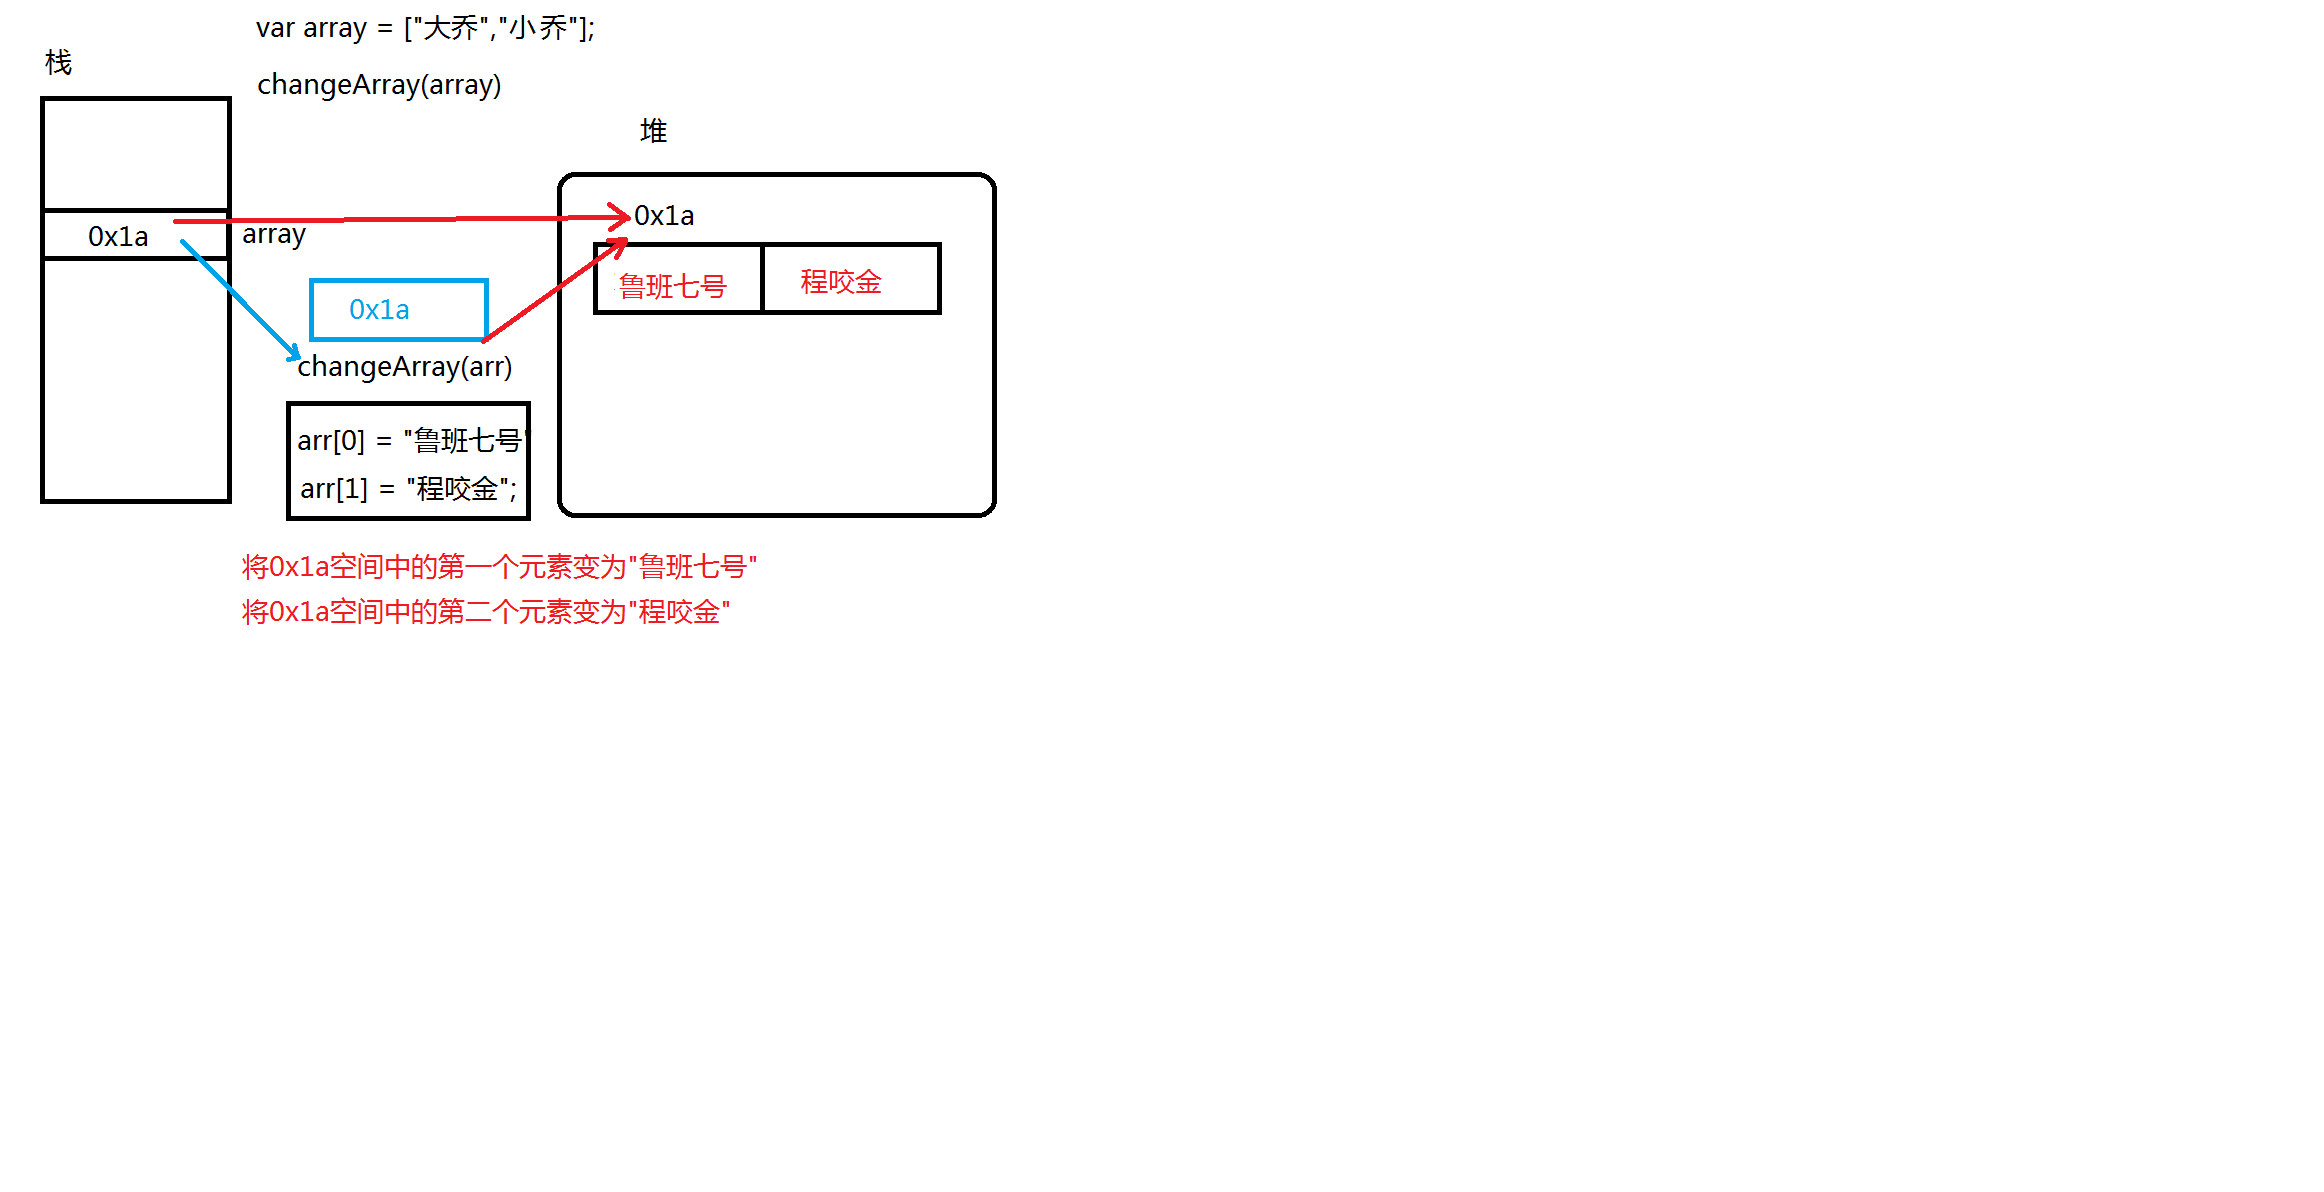 var array = ["大乔","小乔"];
栈
changeArray(array)
堆
0x1a
0x1a
array
鲁班七号
程咬金
0x1a
changeArray(arr)
arr[0] = "鲁班七号"
arr[1] = "程咬金";
将0x1a空间中的第一个元素变为"鲁班七号"
将0x1a空间中的第二个元素变为"程咬金"